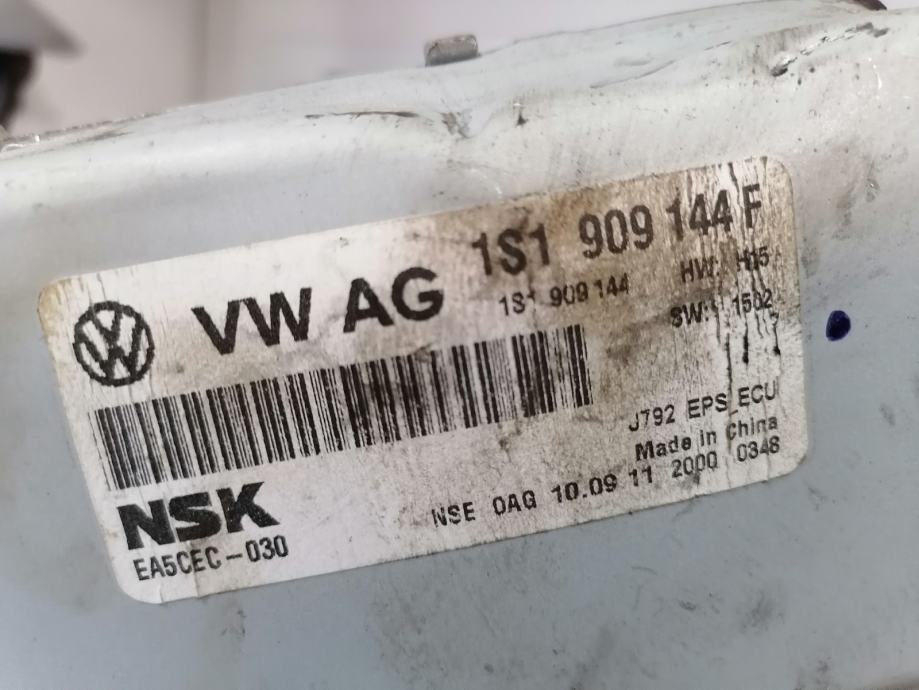 VW AG 1S1 909 144 F
1S1 909 144 HW: H15
SW: 1502
J792 EPS_ECU
Made in China
NSK NSE 0AG 10.09 11 2000 0348
EA5CEC-030